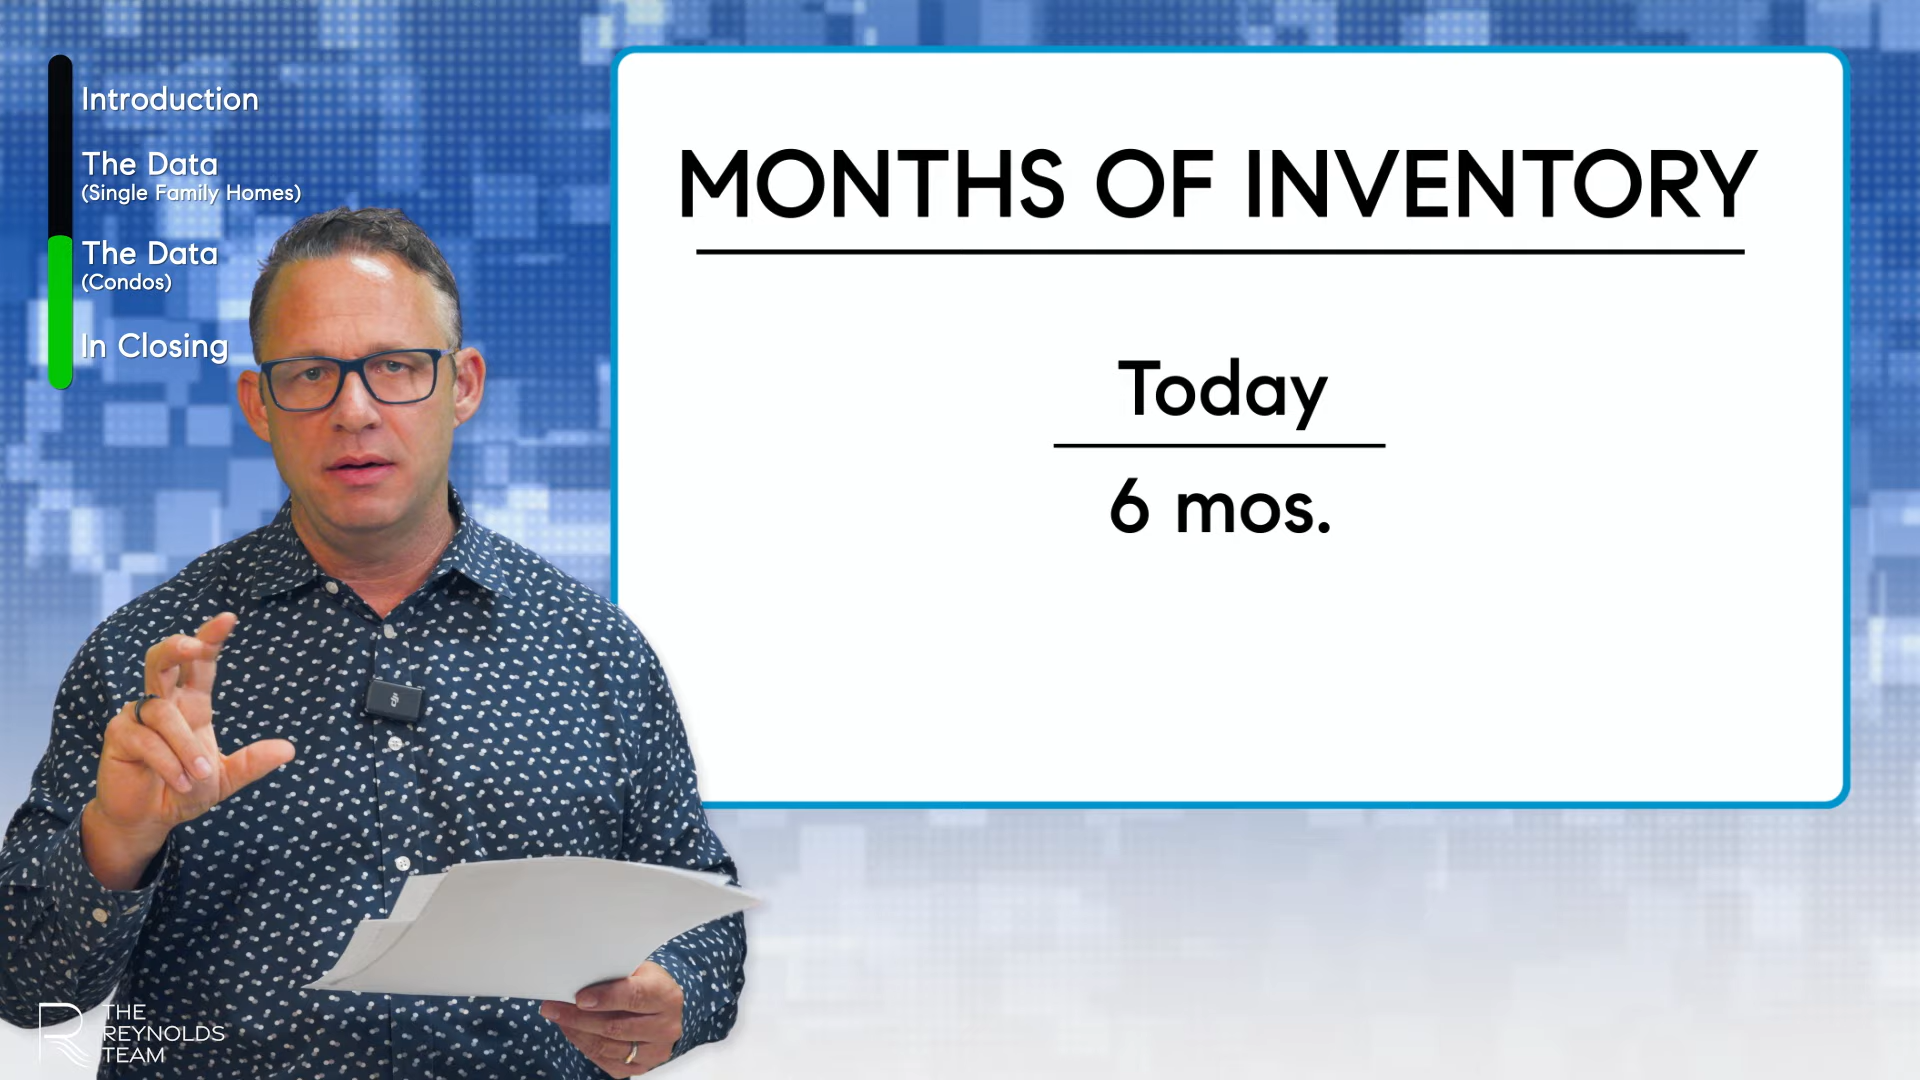 Introduction
The Data
(Single Family Homes)
The Data
(Condos)
In Closing
MONTHS OF INVENTORY
Today
6 mos.
THE
REYNOLDS
TEAM